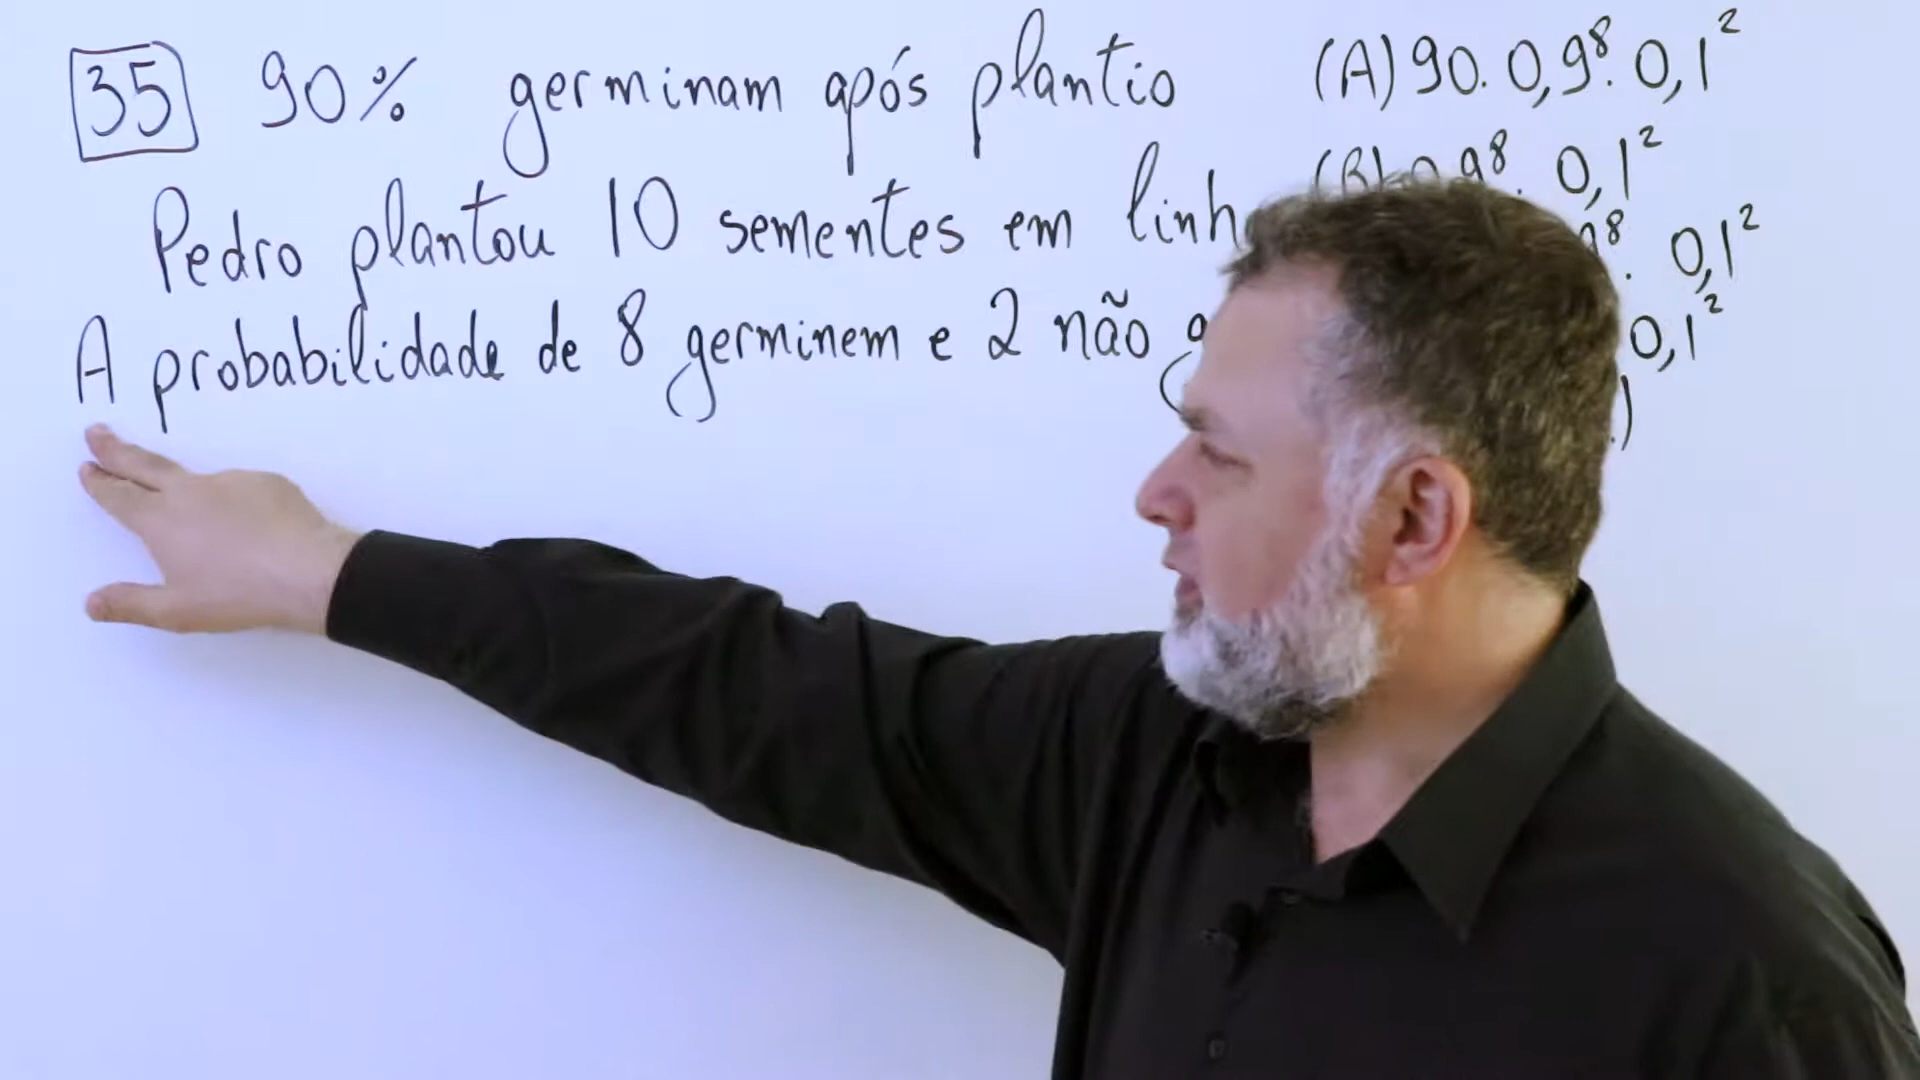 35 90% germinam após plantio
Pedro plantou 10 sementes em
A probabilidade de 8 germinem e 2 não
(A) 90. 0,9⁸. 0,1²
0,1²
0,1²
0,1²